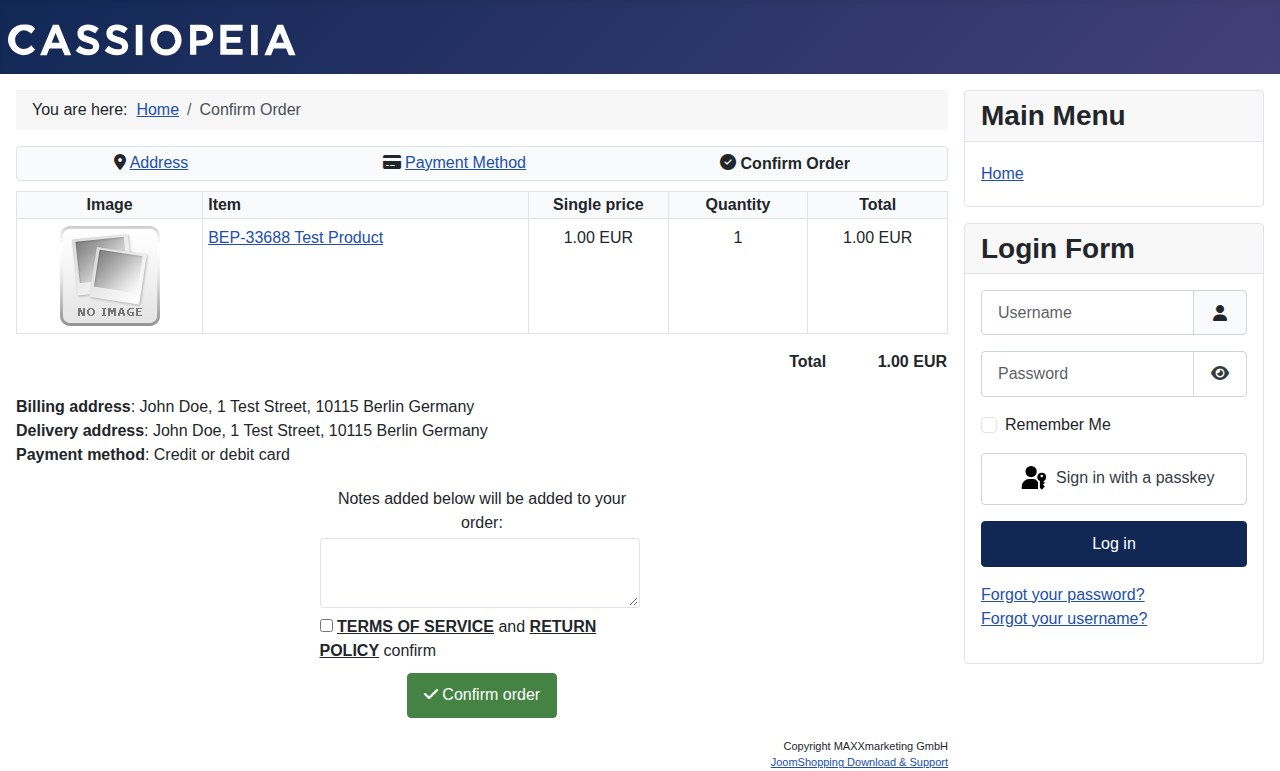 CASSIOPEIA
You are here: Home / Confirm Order
Address Payment Method Confirm Order
Image Item Single price Quantity Total
NO IMAGE
BEP-33688 Test Product 1.00 EUR 1 1.00 EUR
Total 1.00 EUR
Billing address: John Doe, 1 Test Street, 10115 Berlin Germany
Delivery address: John Doe, 1 Test Street, 10115 Berlin Germany
Payment method: Credit or debit card
Notes added below will be added to your
order:
TERMS OF SERVICE and RETURN
POLICY confirm
Confirm order
Copyright MAXXmarketing GmbH
JoomShopping Download & Support
Main Menu
Home
Login Form
Username
Password
Remember Me
Sign in with a passkey
Log in
Forgot your password?
Forgot your username?